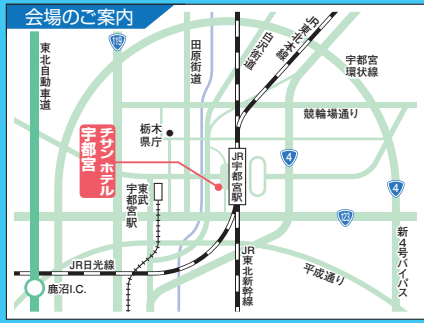 会場のご案内
東北自動車道
119
田原街道
白沢街道
JR東北本線
宇都宮
環状線
競輪場通り
栃木
県庁
チサン ホテル
宇都宮
JR宇都宮駅
4
4
東武
宇都宮駅
123
JR日光線
鹿沼I.C.
JR
東北新幹線
平成通り
新4号バイパス